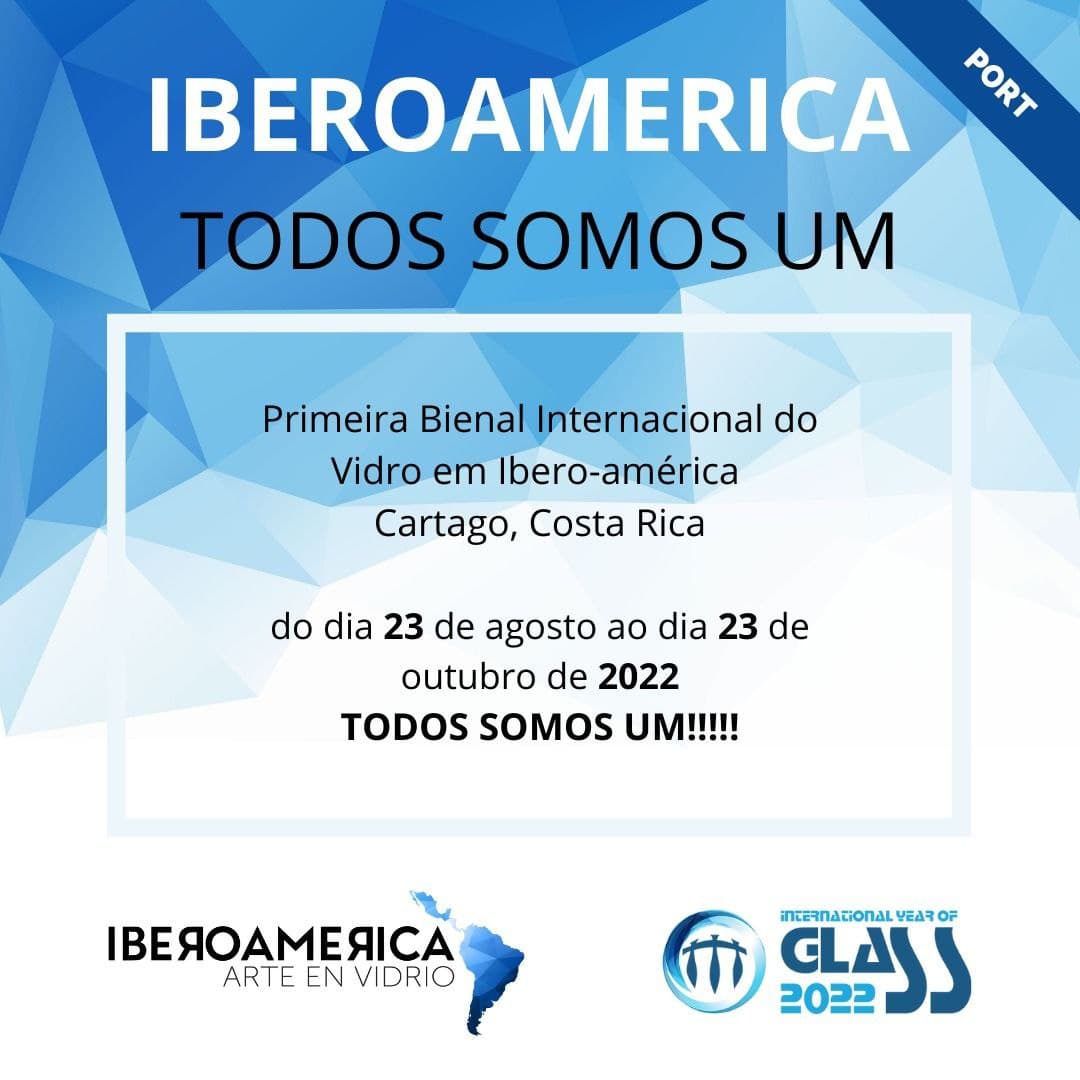 PORT
IBEROAMERICA
TODOS SOMOS UM
Primeira Bienal Internacional do
Vidro em Ibero-américa
Cartago, Costa Rica
do dia 23 de agosto ao dia 23 de
outubro de 2022
TODOS SOMOS UM!!!!!
IBEROAMERICA
ARTE EN VIDRIO
INTERNATIONAL YEAR OF
GLASS
2022